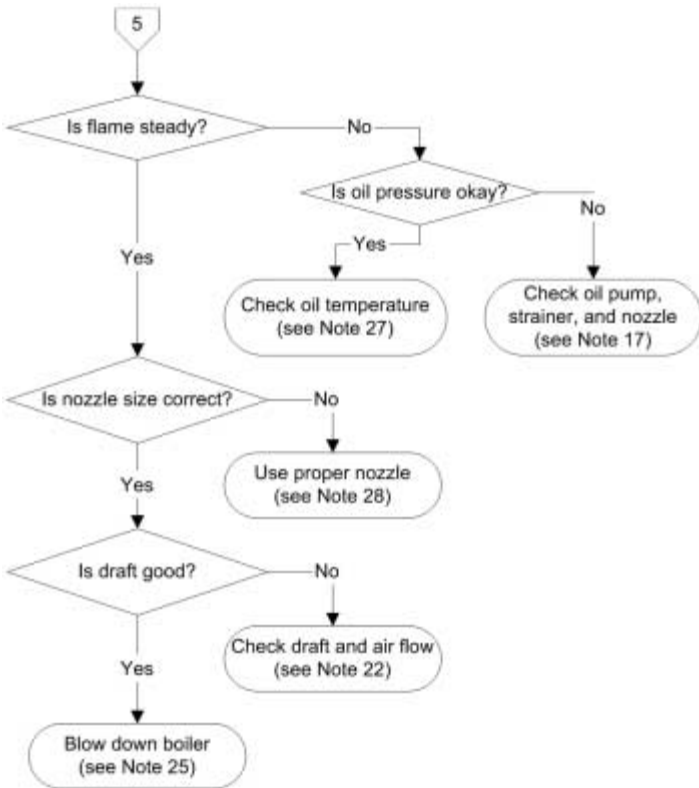 5
Is flame steady?
No
Is oil pressure okay?
No
Yes
Yes
Check oil temperature
(see Note 27)
Check oil pump,
strainer, and nozzle
(see Note 17)
Is nozzle size correct?
No
Use proper nozzle
(see Note 28)
Yes
Is draft good?
No
Check draft and air flow
(see Note 22)
Yes
Blow down boiler
(see Note 25)